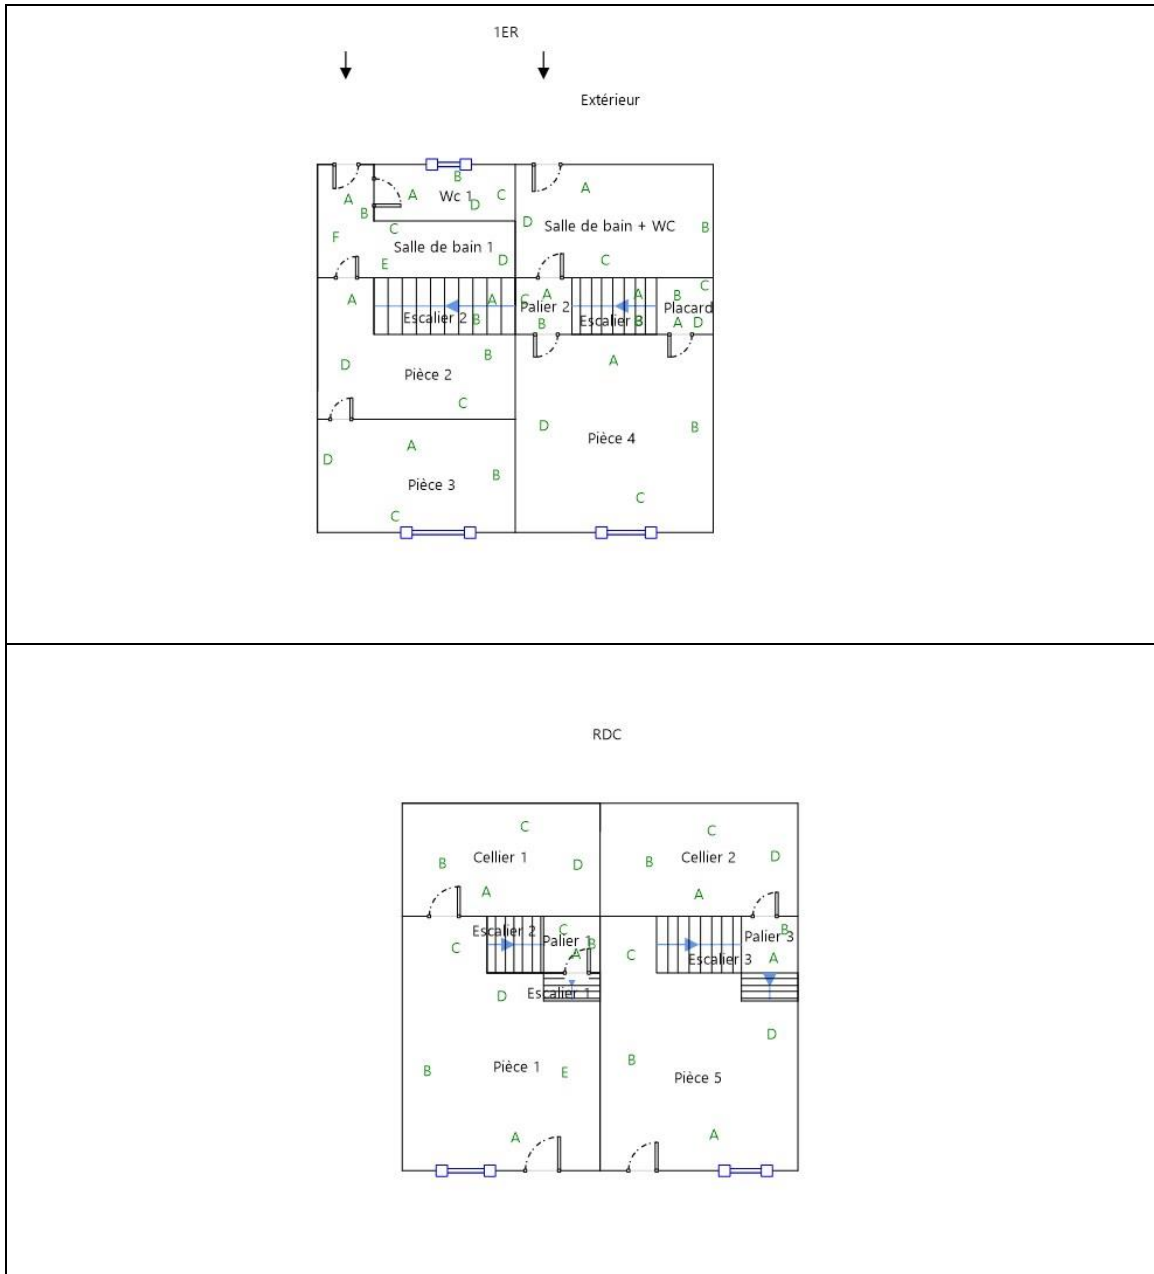 1ER
Extérieur
B
A
A
Wc 1
C
A
D
B
D
F
C
Salle de bain + WC
B
Salle de bain 1
E
D
C
C
A
A
C
A
A
B
Palier 2
Placard
Escalier 2
B
B
Escalier 3
B
A
D
B
A
D
Pièce 2
C
D
B
Pièce 4
A
D
B
Pièce 3
C
C
RDC
C
C
B
Cellier 1
D
B
Cellier 2
D
A
A
Escalier 2
C
B
C
Palier 1
B
Palier 3
A
C
Escalier 3
A
D
Escalier 1
D
B
Pièce 1
E
B
Pièce 5
A
A